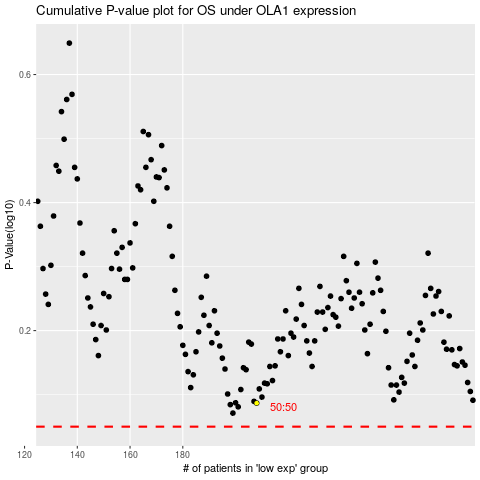 Cumulative P-value plot for OS under OLA1 expression
P-Value(log10)
0.6
0.4
0.2
50:50
120 140 160 180
# of patients in 'low exp' group